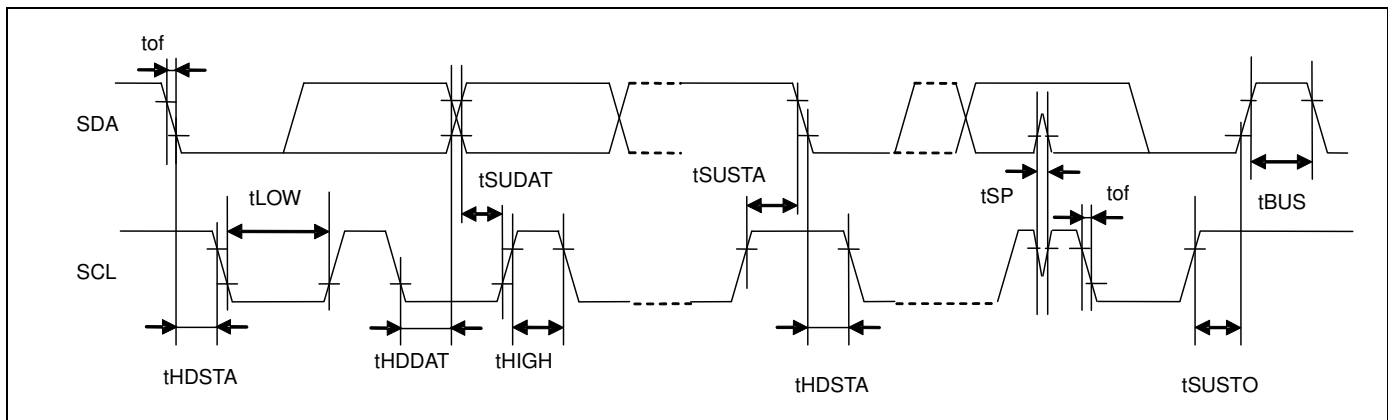 tof
SDA
tSUDAT
tSUSTA
tSP
tof
tBUS
tLOW
SCL
tHDSTA
tHDDAT
tHIGH
tHDSTA
tSUSTO